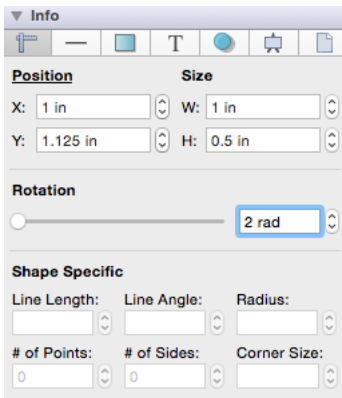 Info
T
Position Size
X: 1 in W: 1 in
Y: 1.125 in H: 0.5 in
Rotation
2 rad
Shape Specific
Line Length: Line Angle: Radius:
# of Points: # of Sides: Corner Size:
0 0